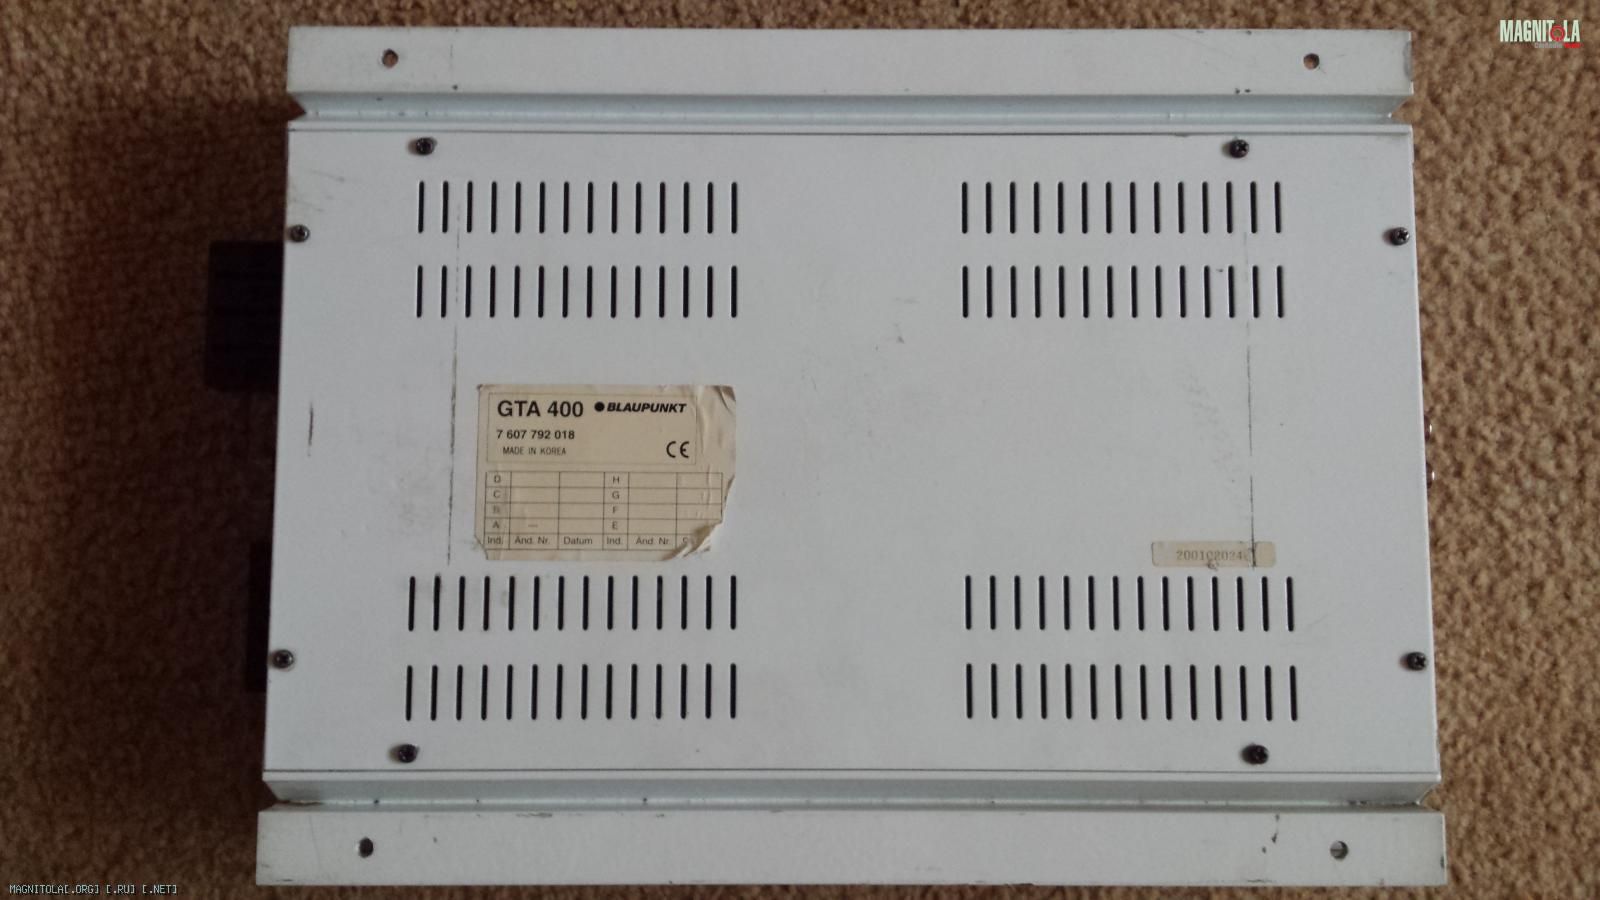 MAGNITOLA
GTA 400 BLAUPUNKT
7 607 792 018
MADE IN KOREA
CE
D H
C G
B F
A — E
Ind. Änd. Nr. Datum Ind. Änd. Nr.
MAGNITOLA[.ORG] [.RU] [.NET]